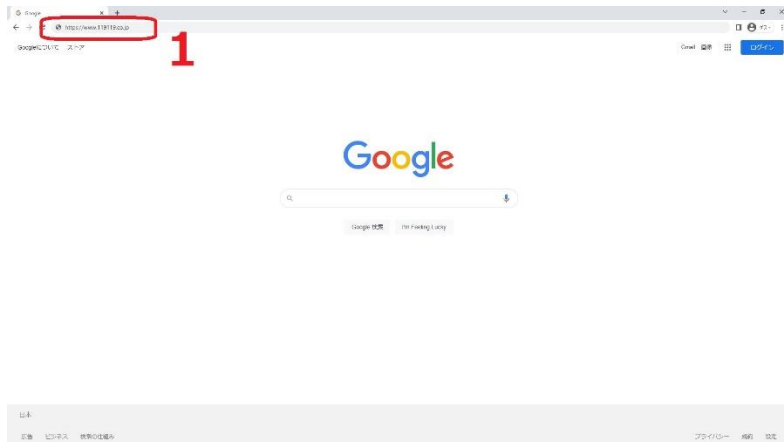 Google
https://www.119119.co.jp
1
Googleについて ストア
Gmail 画像
ログイン
Google
Google 検索 I'm Feeling Lucky
日本
広告 ビジネス 検索の仕組み
プライバシー 規約 設定